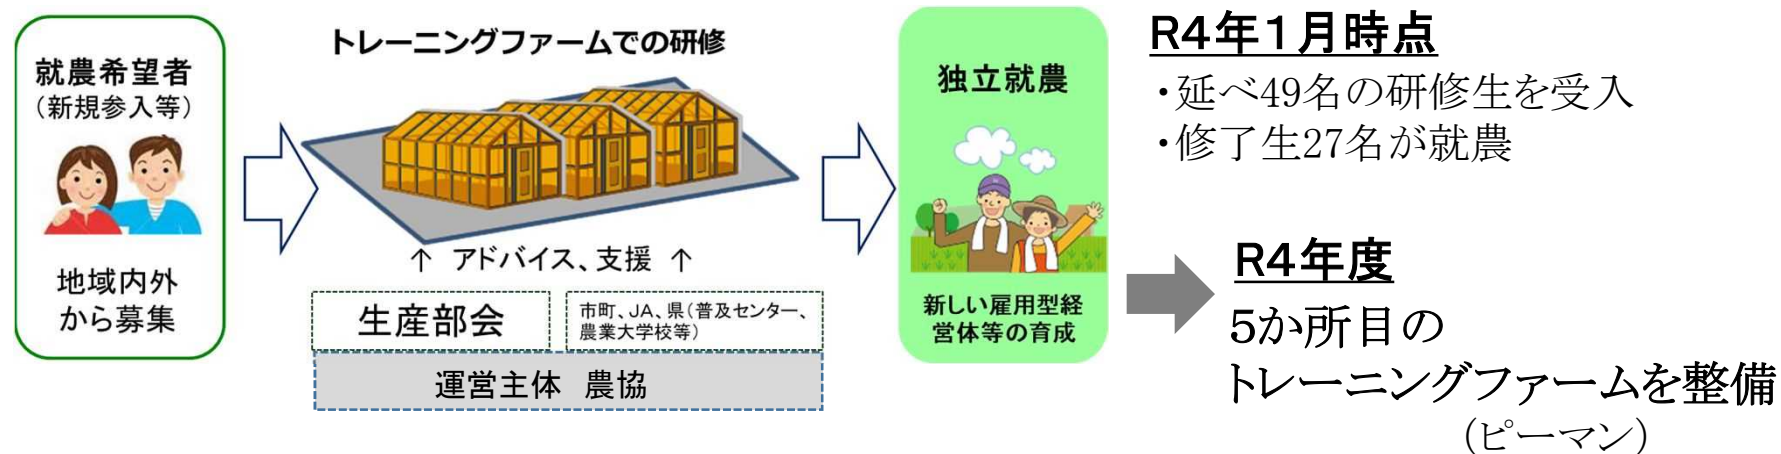 就農希望者
（新規参入等）
地域内外
から募集
トレーニングファームでの研修
↑ アドバイス、支援 ↑
生産部会
市町、JA、県（普及センター、
農業大学校等）
運営主体 農協
独立就農
新しい雇用型経
営体等の育成
R4年1月時点
・延べ49名の研修生を受入
・修了生27名が就農
R4年度
5か所目の
トレーニングファームを整備
（ピーマン）